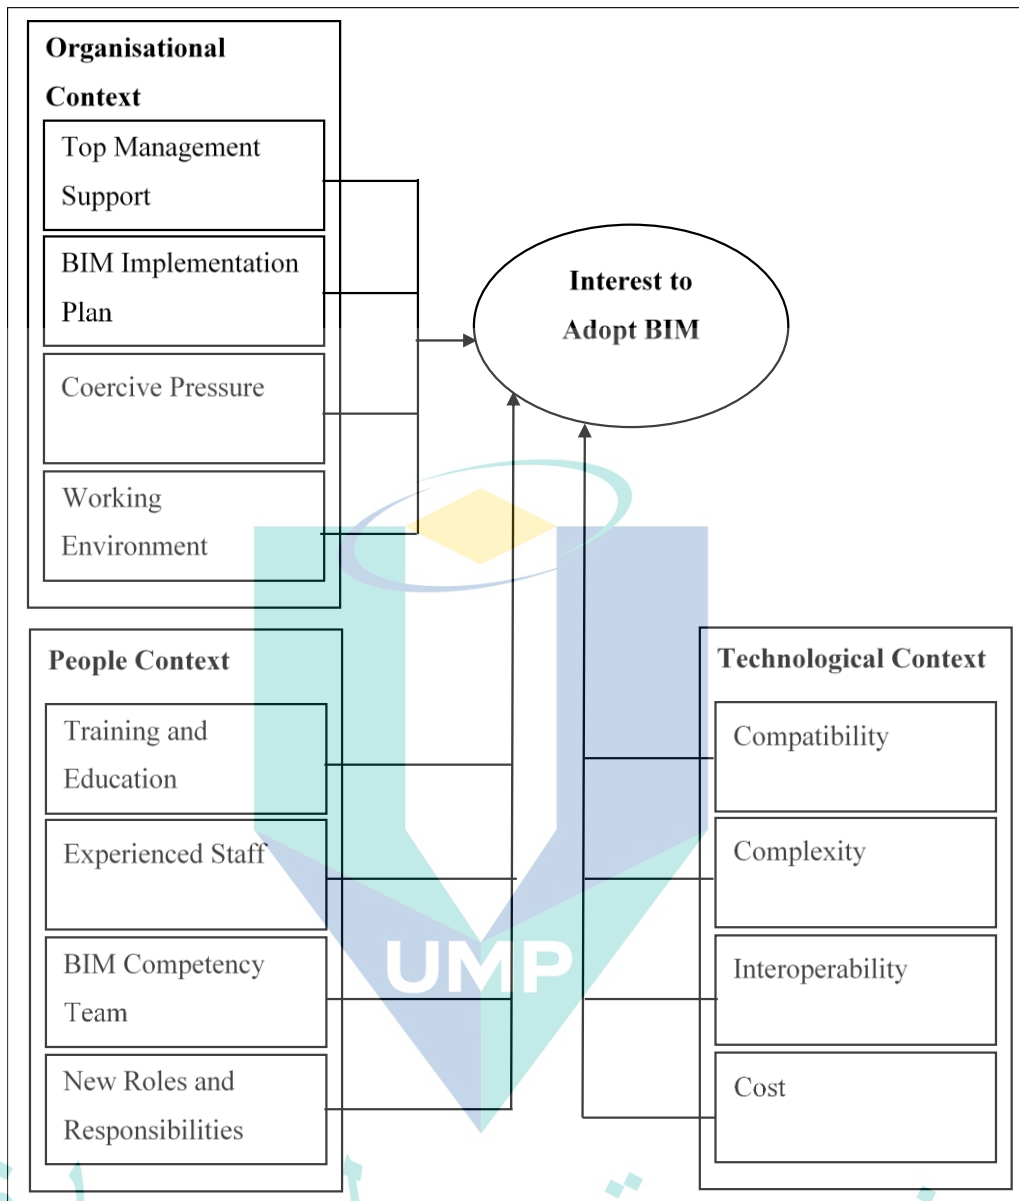 Organisational
Context
Top Management
Support
BIM Implementation
Plan
Coercive Pressure
Working
Environment
Interest to
Adopt BIM
People Context
Training and
Education
Experienced Staff
BIM Competency
Team
New Roles and
Responsibilities
Technological Context
Compatibility
Complexity
Interoperability
Cost
UMP